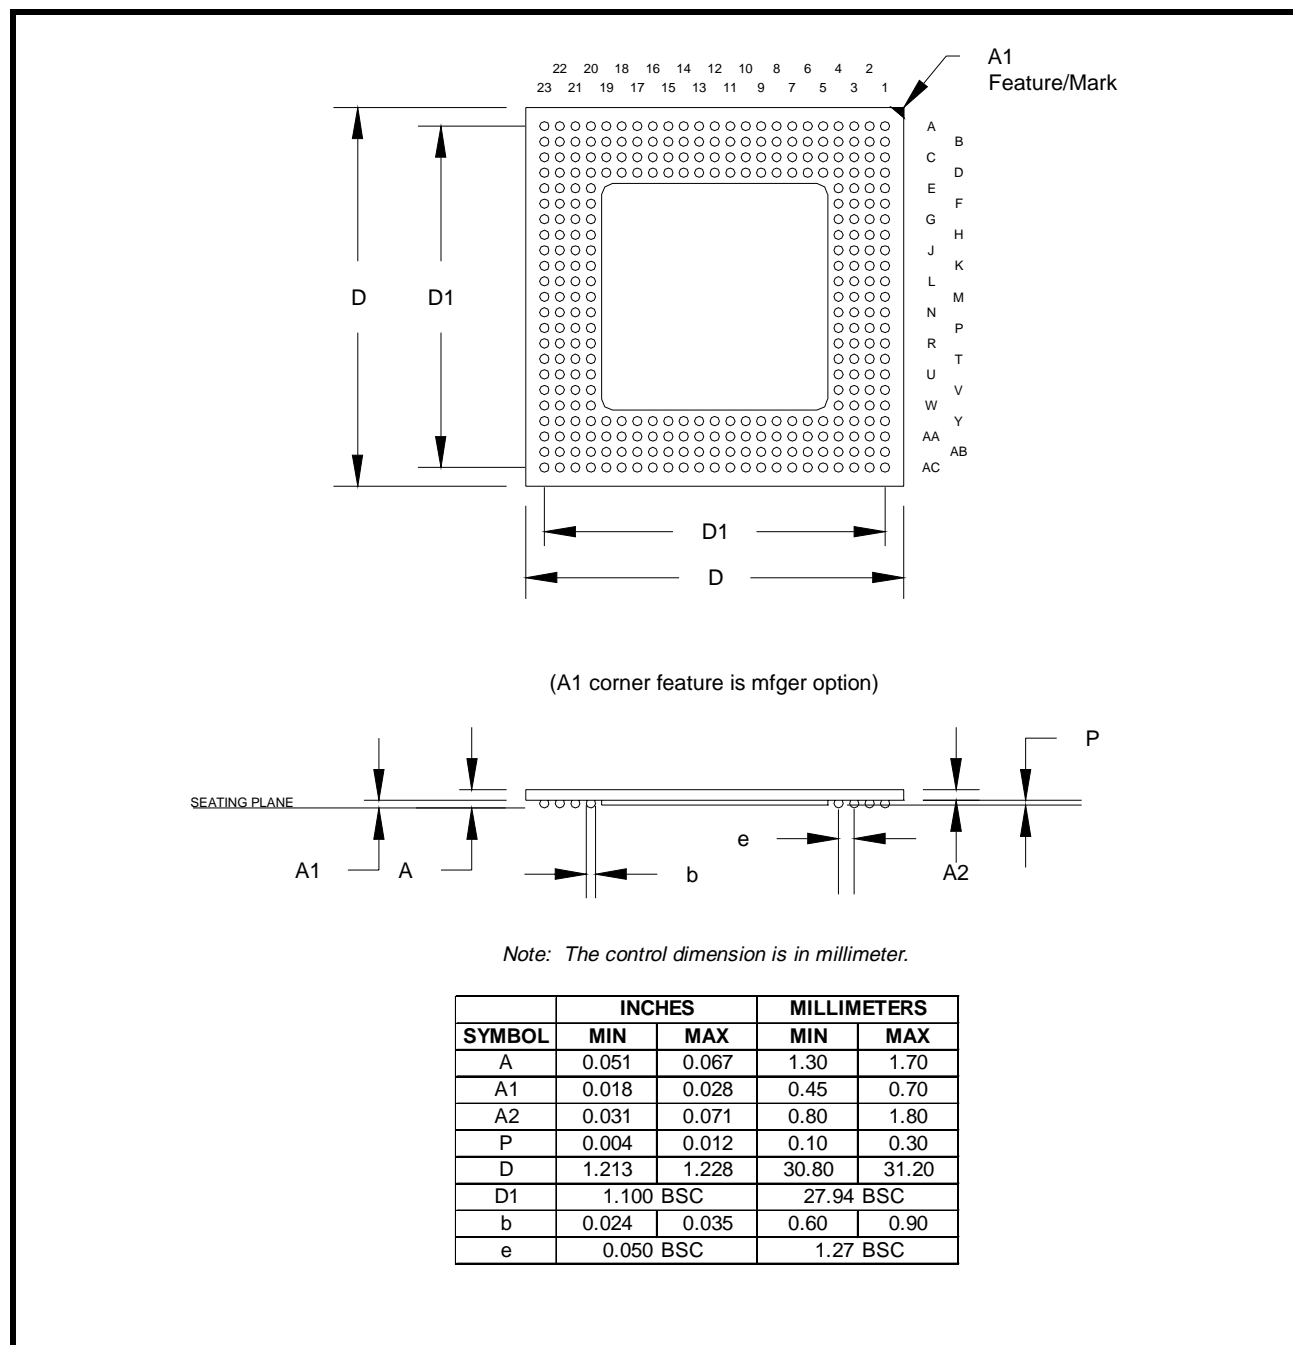 A1
Feature/Mark
22 20 18 16 14 12 10 8 6 4 2
23 21 19 17 15 13 11 9 7 5 3 1
A
B
C
D
E
F
G
H
J
K
L
M
N
P
R
T
U
V
W
Y
AA
AB
AC
D
D1
D1
D
(A1 corner feature is mfger option)
P
SEATING PLANE
e
A1
A
b
A2
Note: The control dimension is in millimeter.
INCHES MILLIMETERS
SYMBOL MIN MAX MIN MAX
A 0.051 0.067 1.30 1.70
A1 0.018 0.028 0.45 0.70
A2 0.031 0.071 0.80 1.80
P 0.004 0.012 0.10 0.30
D 1.213 1.228 30.80 31.20
D1 1.100 BSC 27.94 BSC
b 0.024 0.035 0.60 0.90
e 0.050 BSC 1.27 BSC